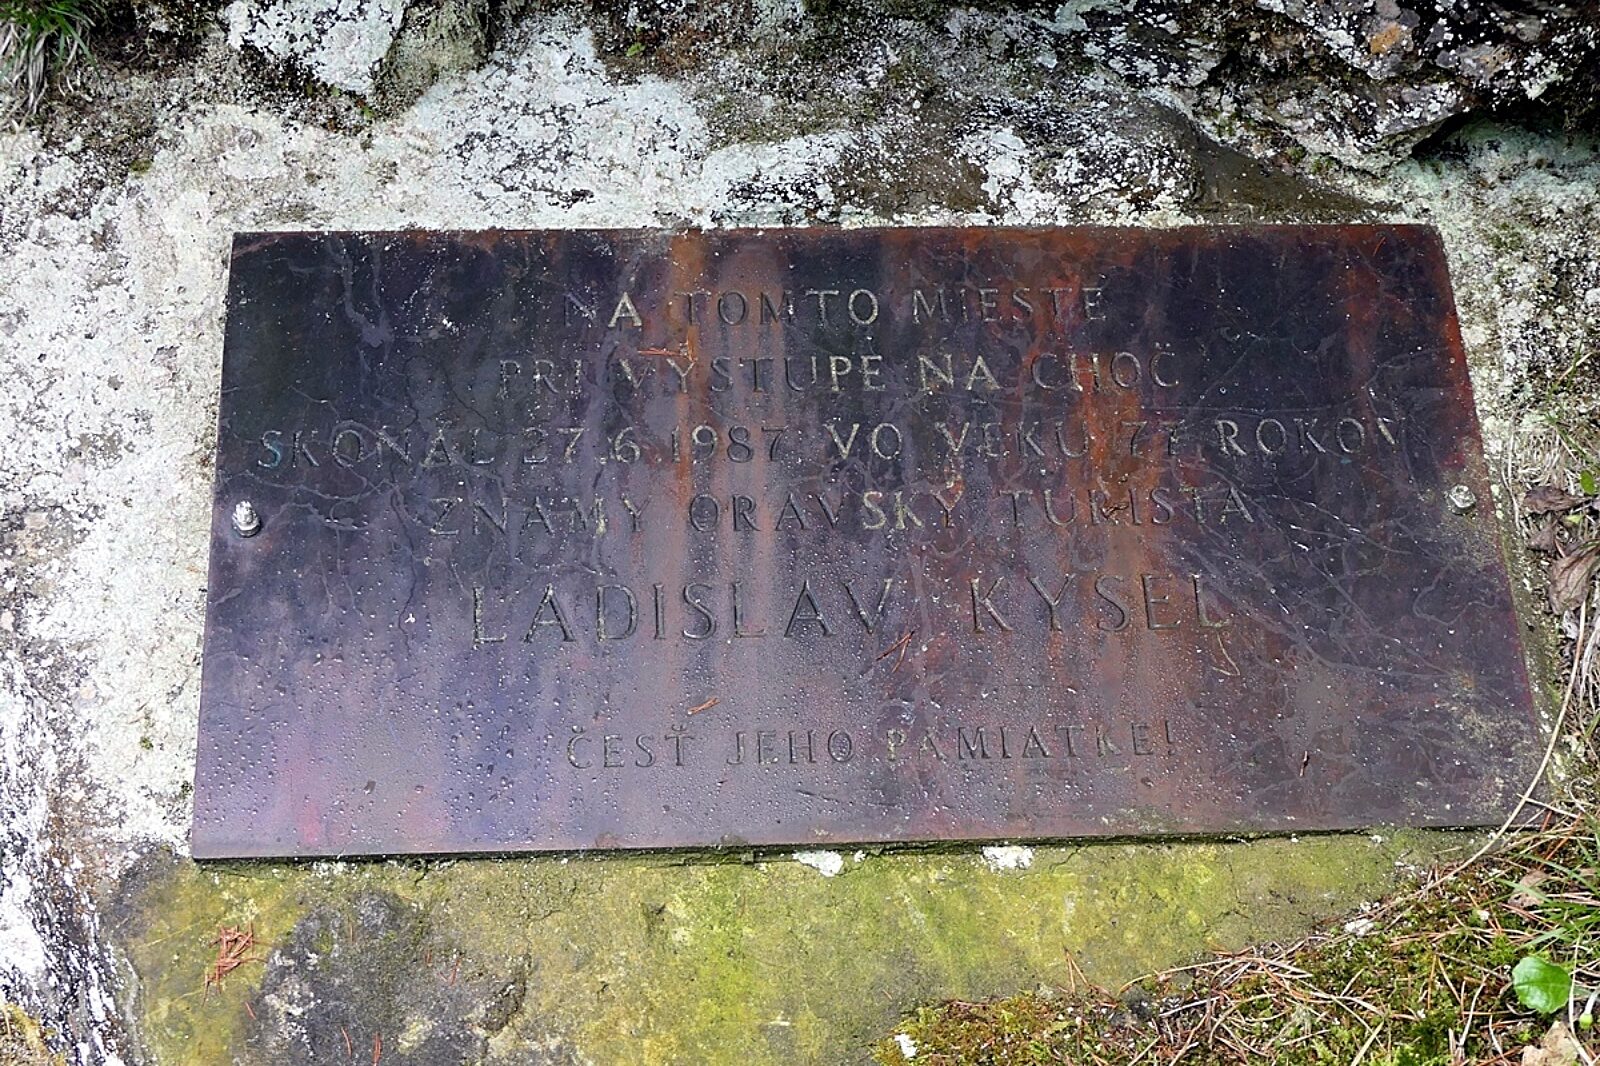 NA TOMTO MIESTE
PRI VÝSTUPE NA CHOČ
SKONAL 27.6.1987 VO VEKU 77 ROKOV
ZNÁMY ORAVSKÝ TURISTA
LADISLAV KYSEL
ČESŤ JEHO PAMIATKE!